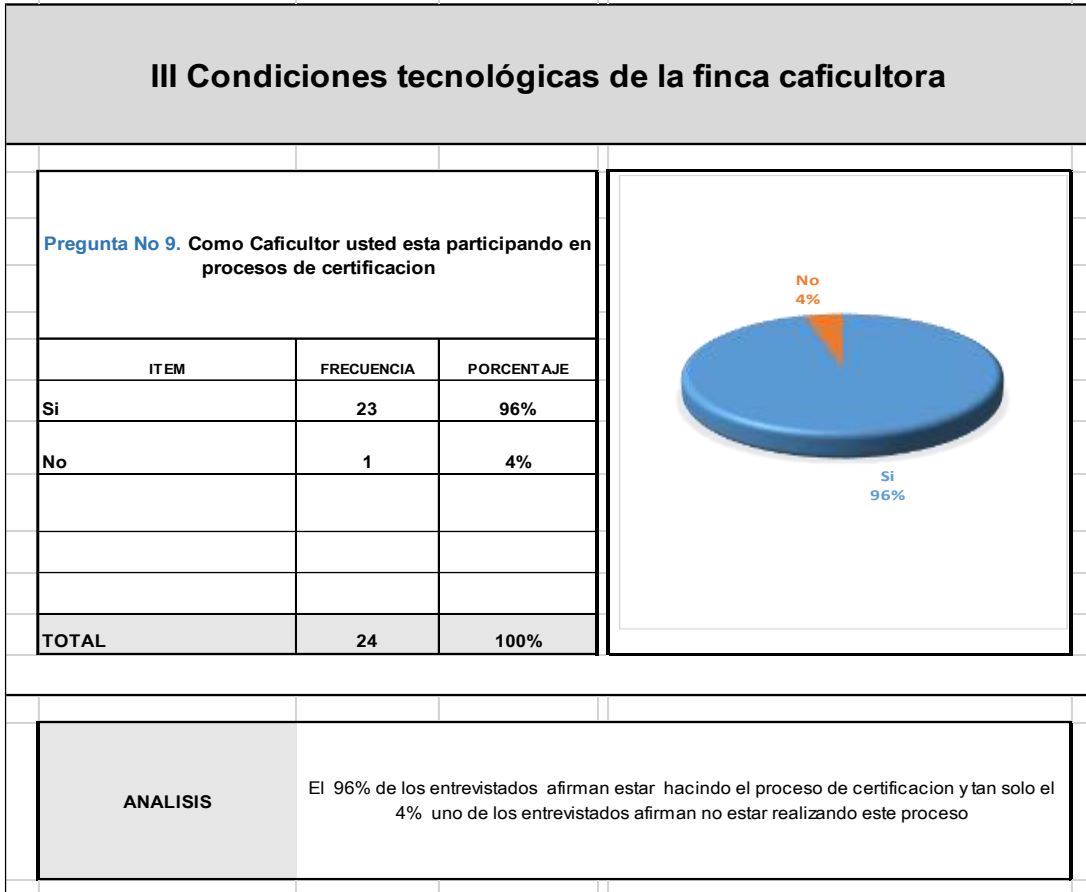 III Condiciones tecnológicas de la finca caficultora
Pregunta No 9. Como Caficultor usted esta participando en
procesos de certificacion
ITEM FRECUENCIA PORCENTAJE
Si 23 96%
No 1 4%
TOTAL 24 100%
No
4%
Si
96%
ANALISIS
El 96% de los entrevistados afirman estar hacindo el proceso de certificacion y tan solo el
4% uno de los entrevistados afirman no estar realizando este proceso